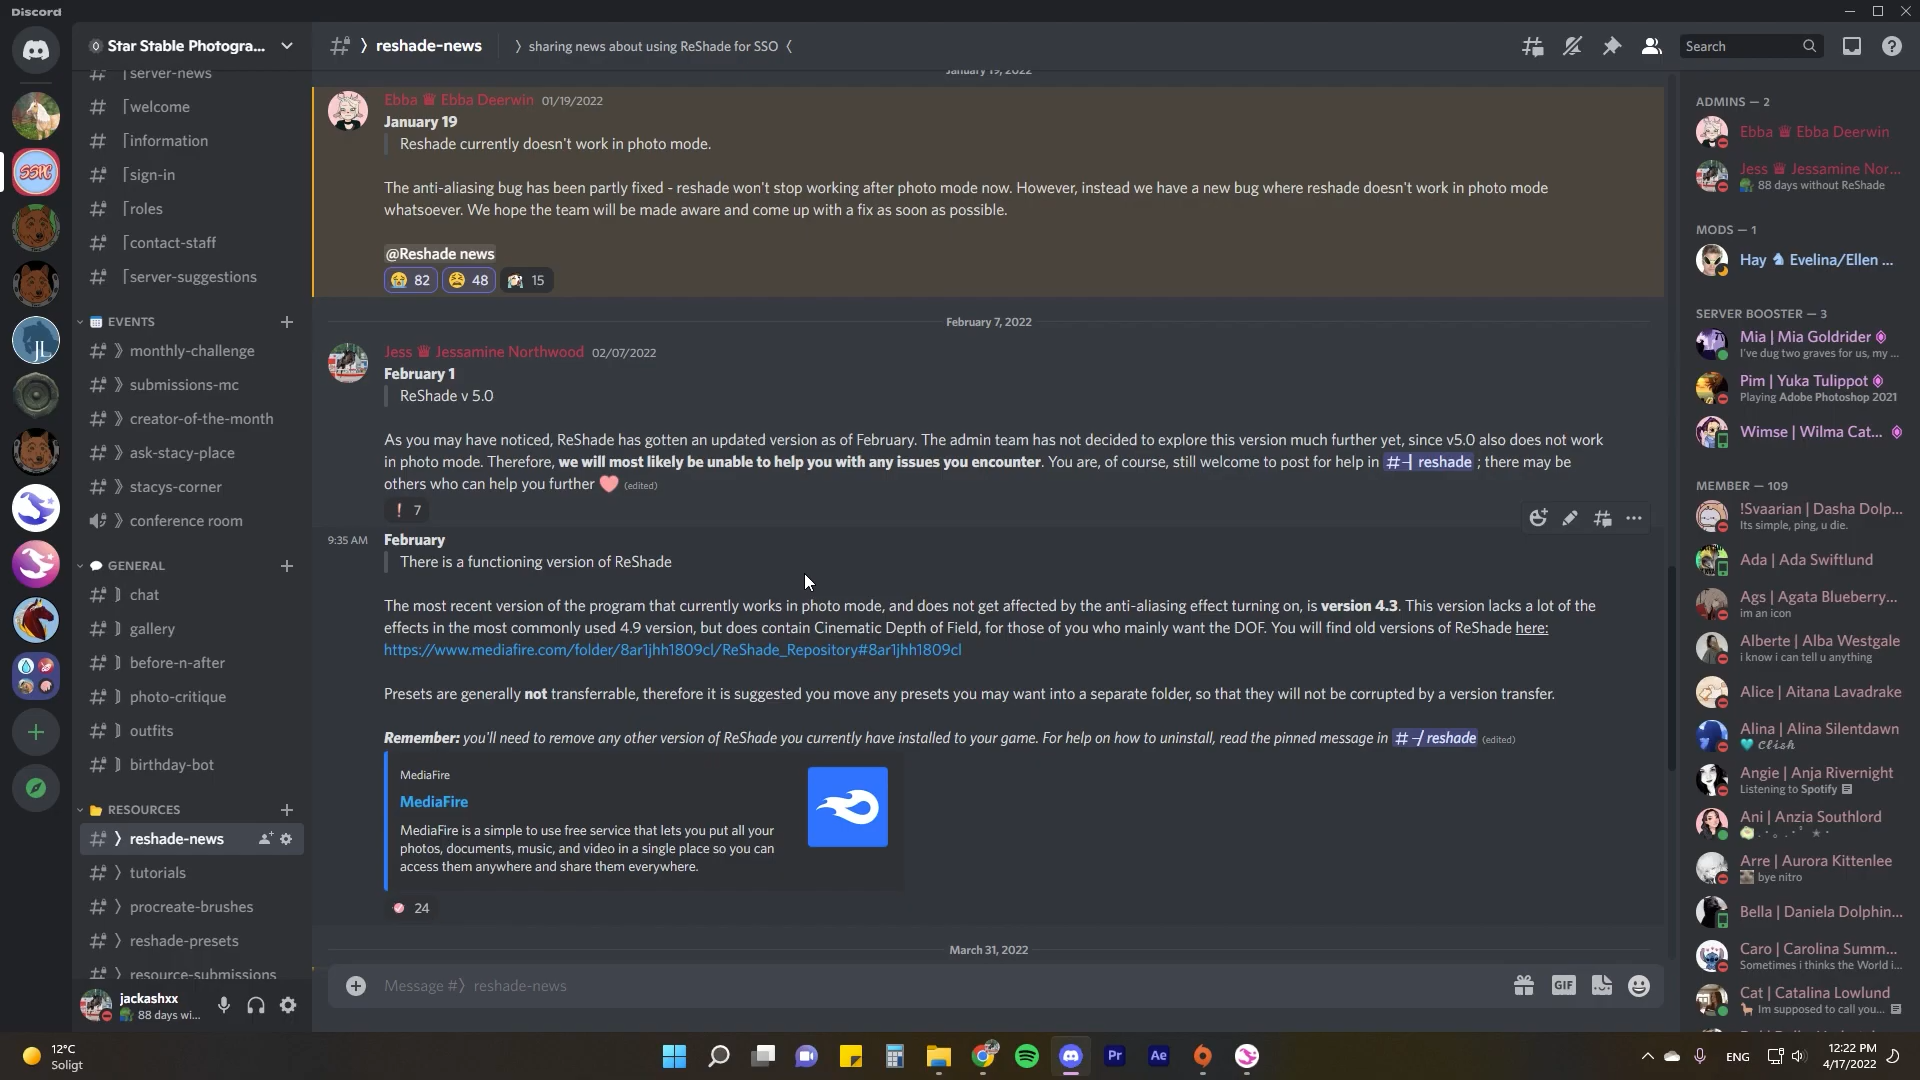 Discord
Star Stable Photogra...
server-news
welcome
information
sign-in
roles
contact-staff
server-suggestions
EVENTS
monthly-challenge
submissions-mc
creator-of-the-month
ask-stacy-place
stacys-corner
conference room
GENERAL
chat
gallery
before-n-after
photo-critique
outfits
birthday-bot
RESOURCES
reshade-news
tutorials
procreate-brushes
reshade-presets
resource-submissions
jackashxx
88 days wi...
reshade-news
sharing news about using ReShade for SSO
Search
January 19, 2022
Ebba ♛ Ebba Deerwin 01/19/2022
January 19
Reshade currently doesn't work in photo mode.
The anti-aliasing bug has been partly fixed - reshade won't stop working after photo mode now. However, instead we have a new bug where reshade doesn't work in photo mode
whatsoever. We hope the team will be made aware and come up with a fix as soon as possible.
@Reshade news
82 48 15
February 7, 2022
Jess ♛ Jessamine Northwood 02/07/2022
February 1
ReShade v 5.0
As you may have noticed, ReShade has gotten an updated version as of February. The admin team has not decided to explore this version much further yet, since v5.0 also does not work
in photo mode. Therefore, we will most likely be unable to help you with any issues you encounter. You are, of course, still welcome to post for help in #-| reshade ; there may be
others who can help you further (edited)
7
9:35 AM February
There is a functioning version of ReShade
The most recent version of the program that currently works in photo mode, and does not get affected by the anti-aliasing effect turning on, is version 4.3. This version lacks a lot of the
effects in the most commonly used 4.9 version, but does contain Cinematic Depth of Field, for those of you who mainly want the DOF. You will find old versions of ReShade here:
https://www.mediafire.com/folder/8ar1jhh1809cl/ReShade_Repository#8ar1jhh1809cl
Presets are generally not transferrable, therefore it is suggested you move any presets you may want into a separate folder, so that they will not be corrupted by a version transfer.
Remember: you'll need to remove any other version of ReShade you currently have installed to your game. For help on how to uninstall, read the pinned message in #-| reshade (edited)
MediaFire
MediaFire
MediaFire is a simple to use free service that lets you put all your
photos, documents, music, and video in a single place so you can
access them anywhere and share them everywhere.
24
March 31, 2022
Message #〉reshade-news
GIF
ADMINS — 2
Ebba ♛ Ebba Deerwin
Jess ♛ Jessamine Nor...
88 days without ReShade
MODS — 1
Hay ♞ Evelina/Ellen ...
SERVER BOOSTER — 3
Mia | Mia Goldrider
I've dug two graves for us, my ...
Pim | Yuka Tulippot
Playing Adobe Photoshop 2021
Wimse | Wilma Cat...
MEMBER — 109
!Svaarian | Dasha Dolp...
Its simple, ping, u die.
Ada | Ada Swiftlund
Ags | Agata Blueberry...
im an icon
Alberte | Alba Westgale
i know i can tell u anything
Alice | Aitana Lavadrake
Alina | Alina Silentdawn
Clish
Angie | Anja Rivernight
Listening to Spotify
Ani | Anzia Southlord
Arre | Aurora Kittenlee
bye nitro
Bella | Daniela Dolphin...
Caro | Carolina Summ...
Sometimes i thinks the World i...
Cat | Catalina Lowlund
Im supposed to call you...
12°C
Soligt
SSHC
JL
Pr
Ae
ENG
12:22 PM
4/17/2022